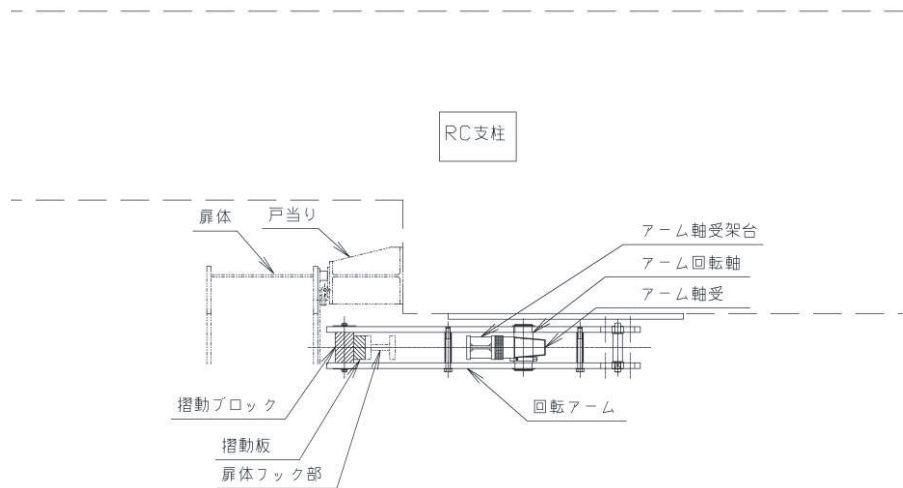 RC支柱
扉体
戸当り
アーム軸受架台
アーム回転軸
アーム軸受
摺動ブロック
回転アーム
摺動板
扉体フック部